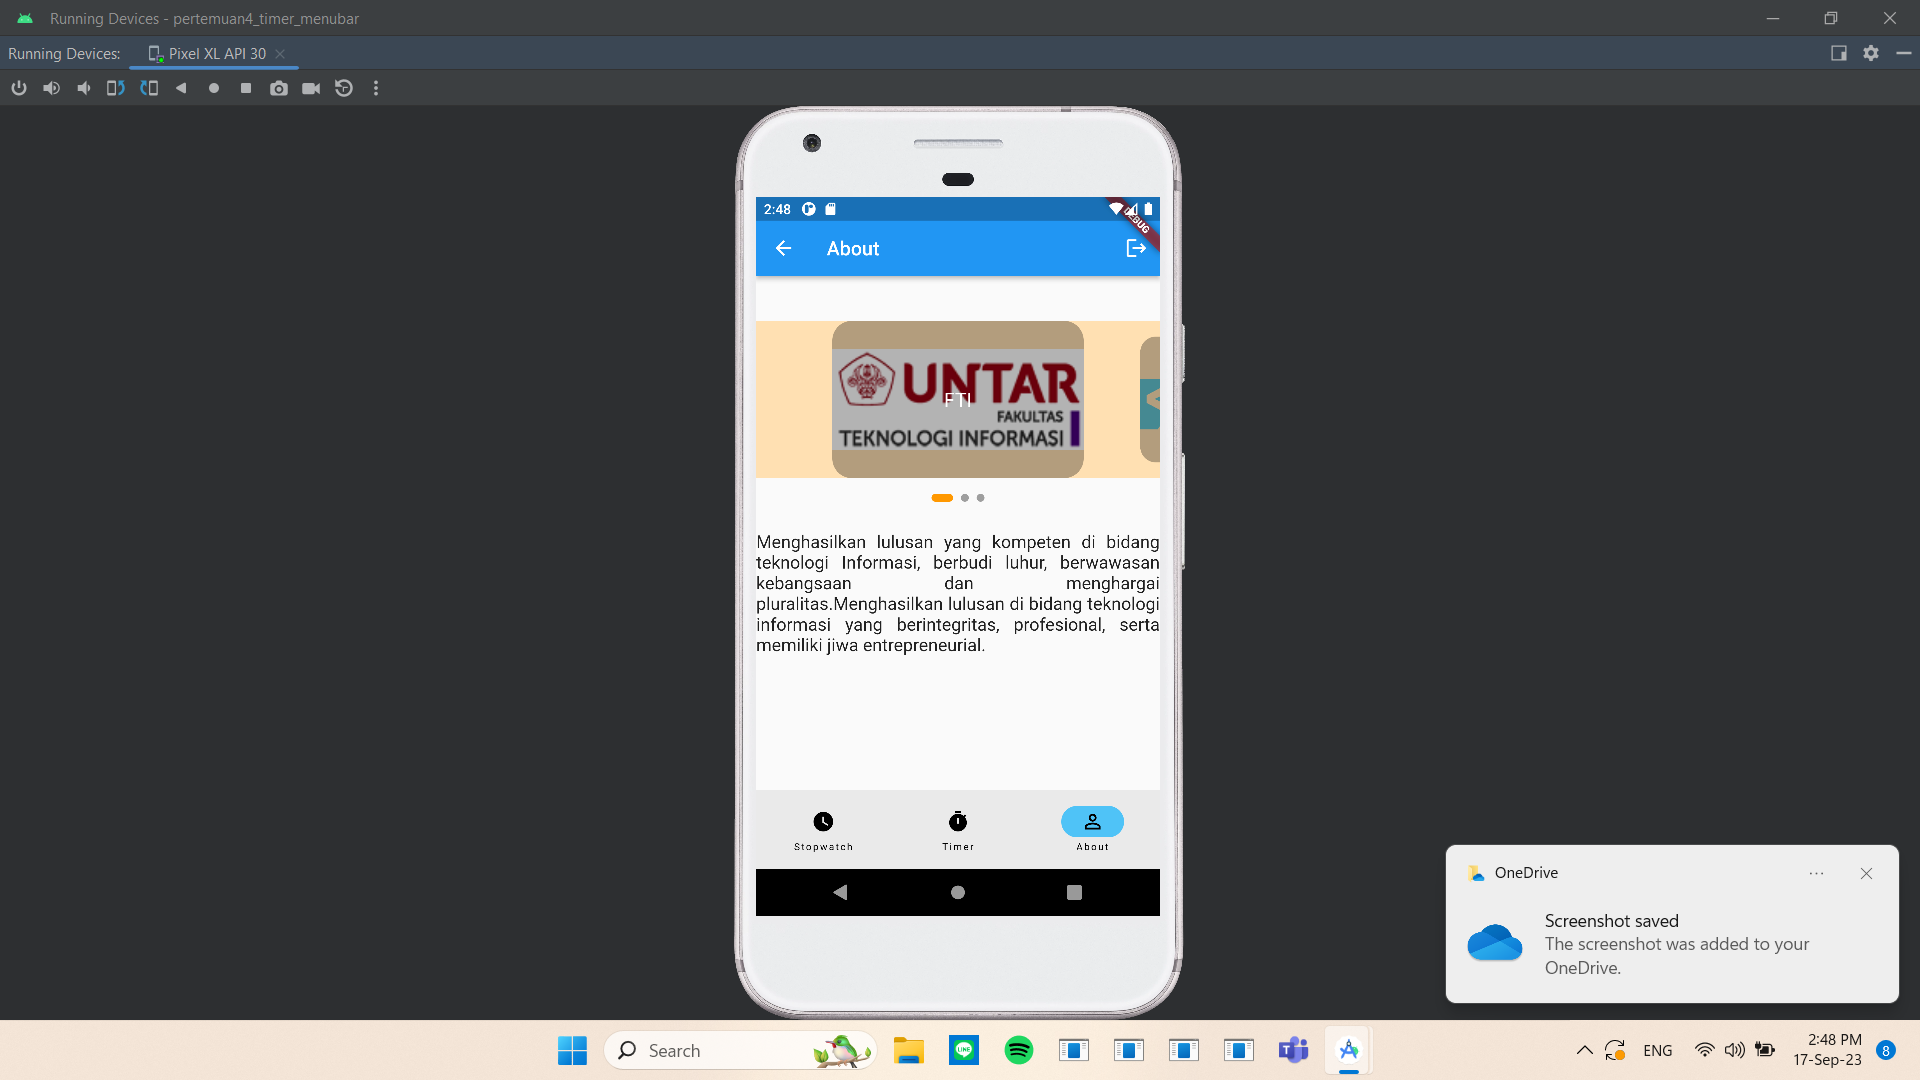 Running Devices - pertemuan4_timer_menubar
Running Devices:
Pixel XL API 30
2:48
DEBUG
About
UNTAR
FTI
FAKULTAS
TEKNOLOGI INFORMASI
Menghasilkan lulusan yang kompeten di bidang
teknologi Informasi, berbudi luhur, berwawasan
kebangsaan dan menghargai
pluralitas.Menghasilkan lulusan di bidang teknologi
informasi yang berintegritas, profesional, serta
memiliki jiwa entrepreneurial.
Stopwatch
Timer
About
OneDrive
Screenshot saved
The screenshot was added to your
OneDrive.
Search
LINE
ENG
2:48 PM
17-Sep-23
8